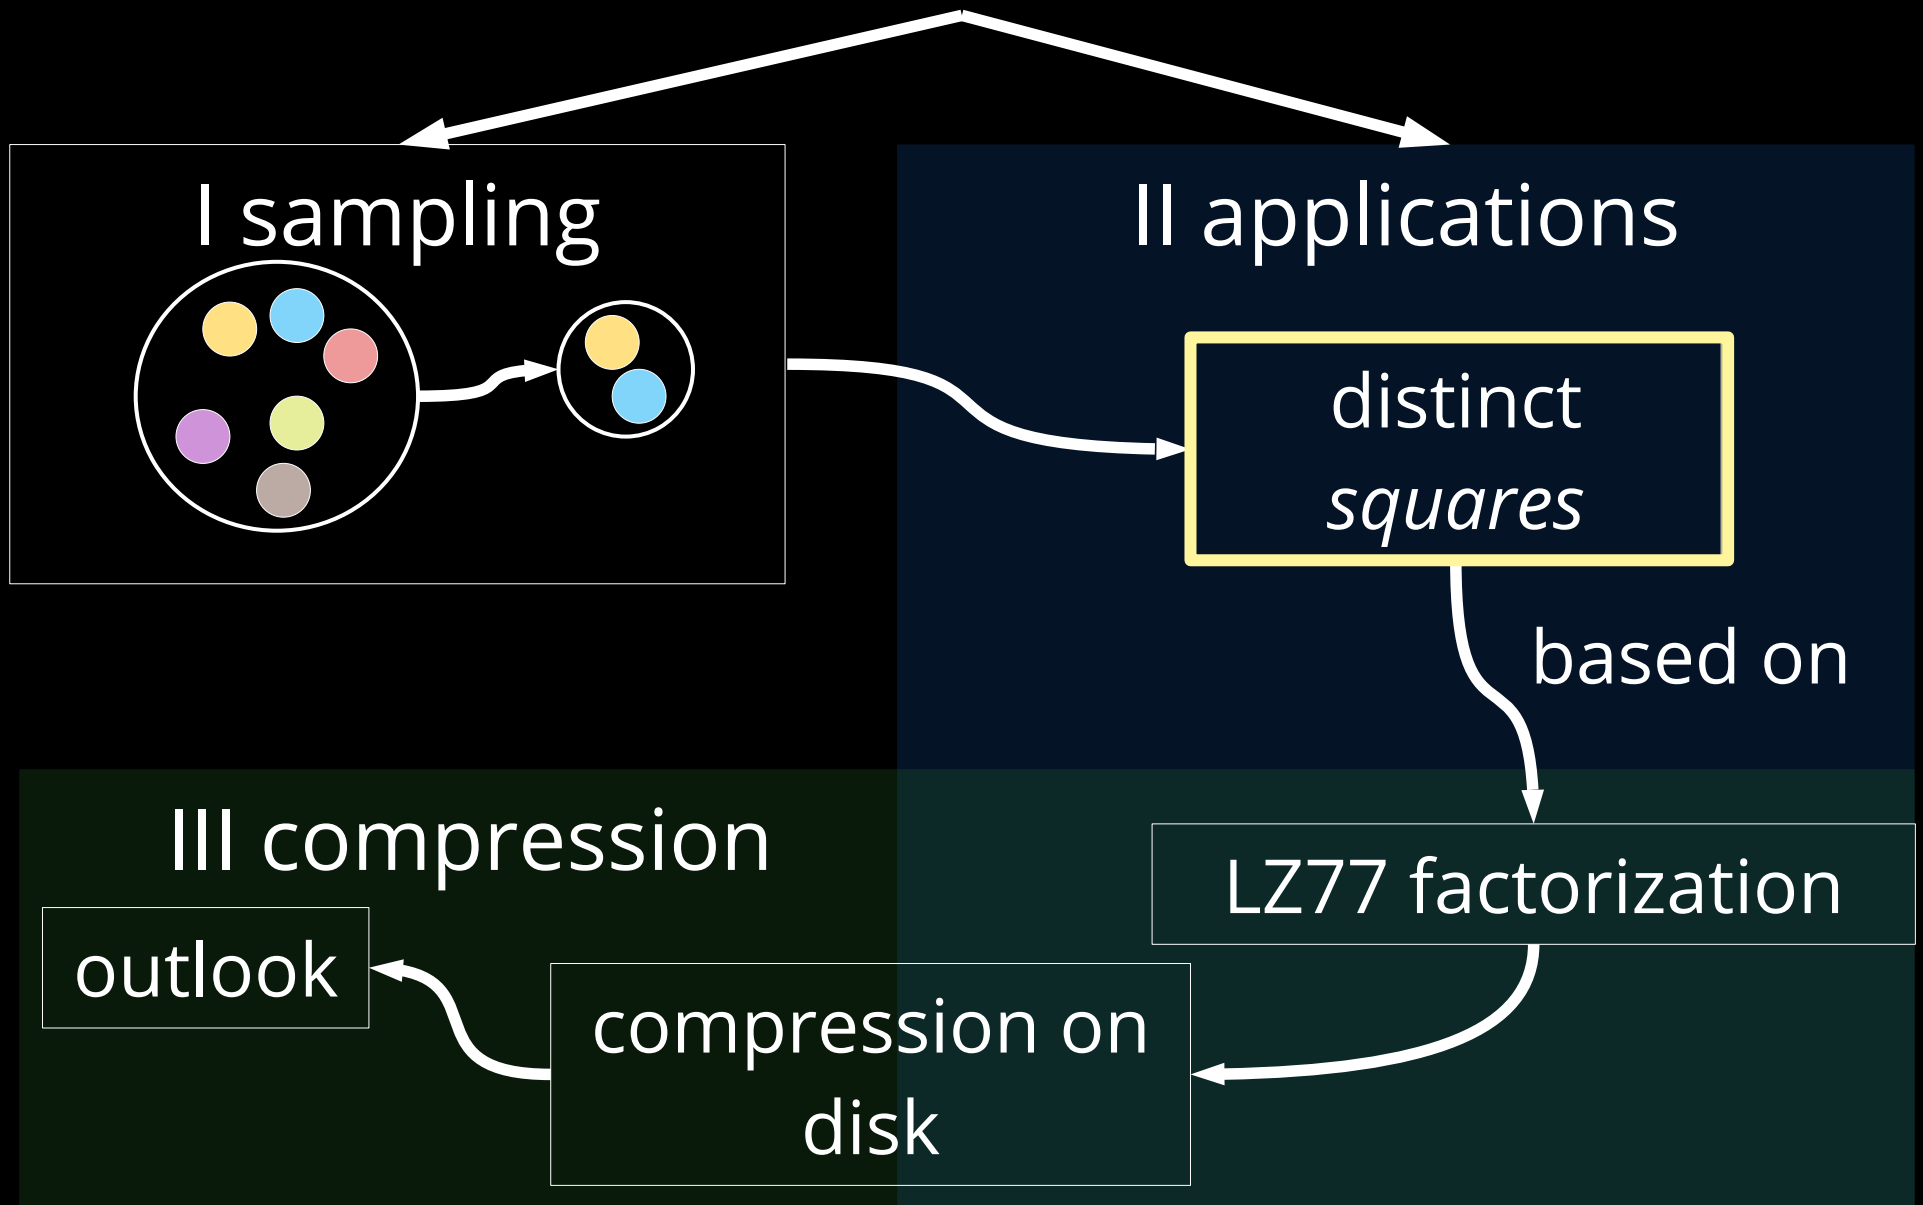 I sampling
II applications
distinct
squares
based on
III compression
LZ77 factorization
outlook
compression on
disk